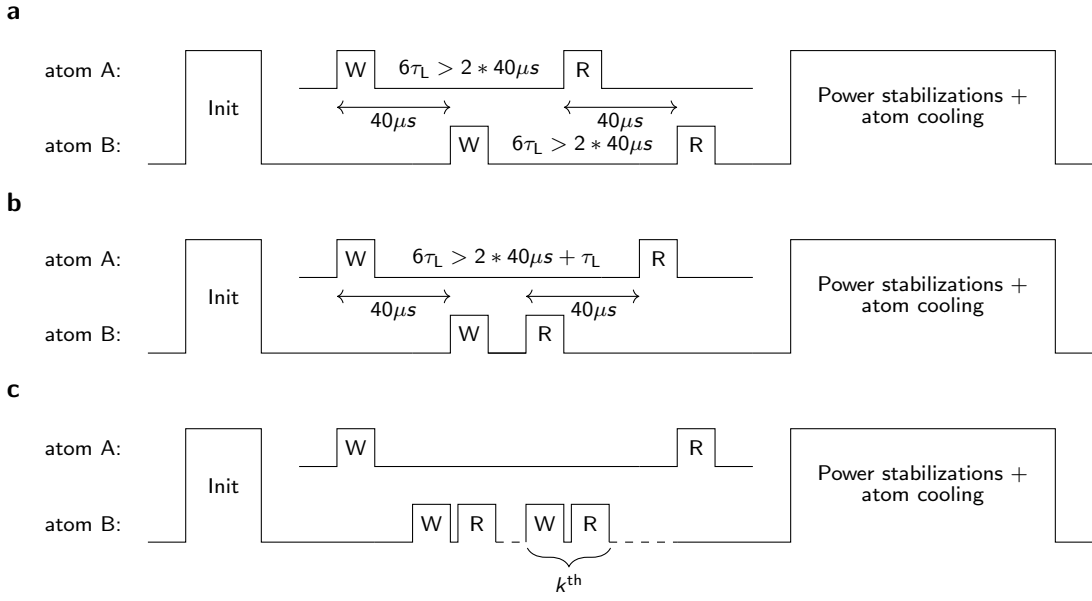 a
atom A:
W
6τL > 2 ∗ 40μs
R
Init
40μs
40μs
Power stabilizations +
atom cooling
atom B:
W
6τL > 2 ∗ 40μs
R
b
atom A:
W
6τL > 2 ∗ 40μs + τL
R
Init
40μs
40μs
Power stabilizations +
atom cooling
atom B:
W
R
c
atom A:
W
R
Init
Power stabilizations +
atom cooling
atom B:
W
R
W
R
kth